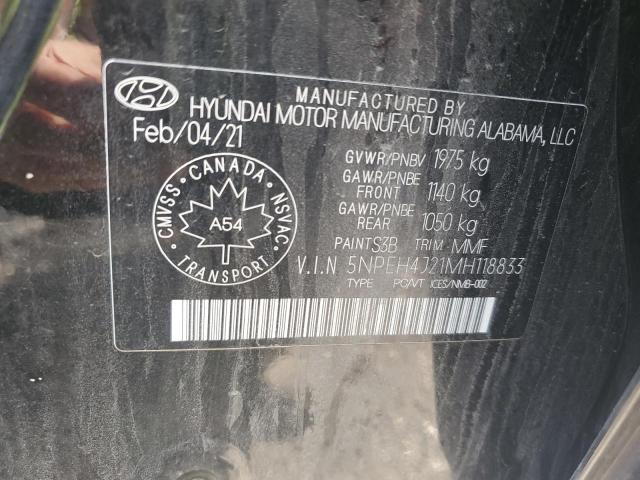 MANUFACTURED BY
HYUNDAI MOTOR MANUFACTURING ALABAMA, LLC
Feb/04/21
GVWR/PNBV 1975 kg
GAWR/PNBE FRONT 1140 kg
GAWR/PNBE REAR 1050 kg
PAINT S3B TRIM MMF
V.I.N 5NPEH4J21MH118833
TYPE PC/VT ICES/NMB-002
CMVSS · CANADA · NSVAC
A54
TRANSPORT